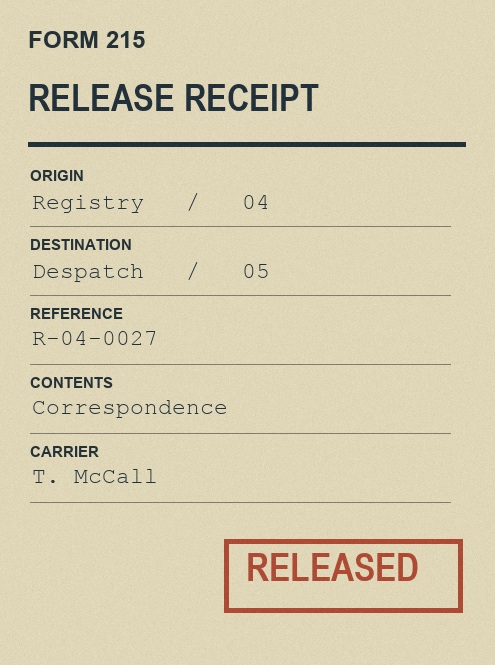 FORM 215
RELEASE RECEIPT
ORIGIN
Registry / 04
DESTINATION
Despatch / 05
REFERENCE
R-04-0027
CONTENTS
Correspondence
CARRIER
T. McCall
RELEASED